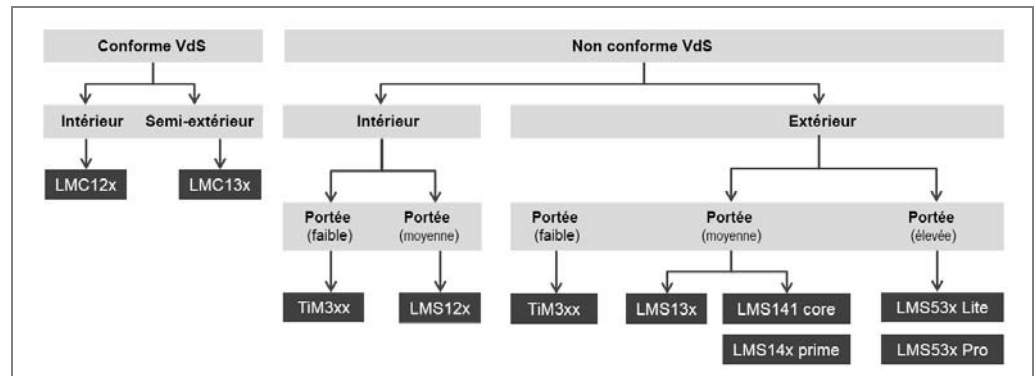 Conforme VdS
Non conforme VdS
Intérieur
Semi-extérieur
Intérieur
Extérieur
LMC12x
LMC13x
Portée
(faible)
Portée
(moyenne)
Portée
(faible)
Portée
(moyenne)
Portée
(élevée)
TiM3xx
LMS12x
TiM3xx
LMS13x
LMS141 core
LMS53x Lite
LMS14x prime
LMS53x Pro